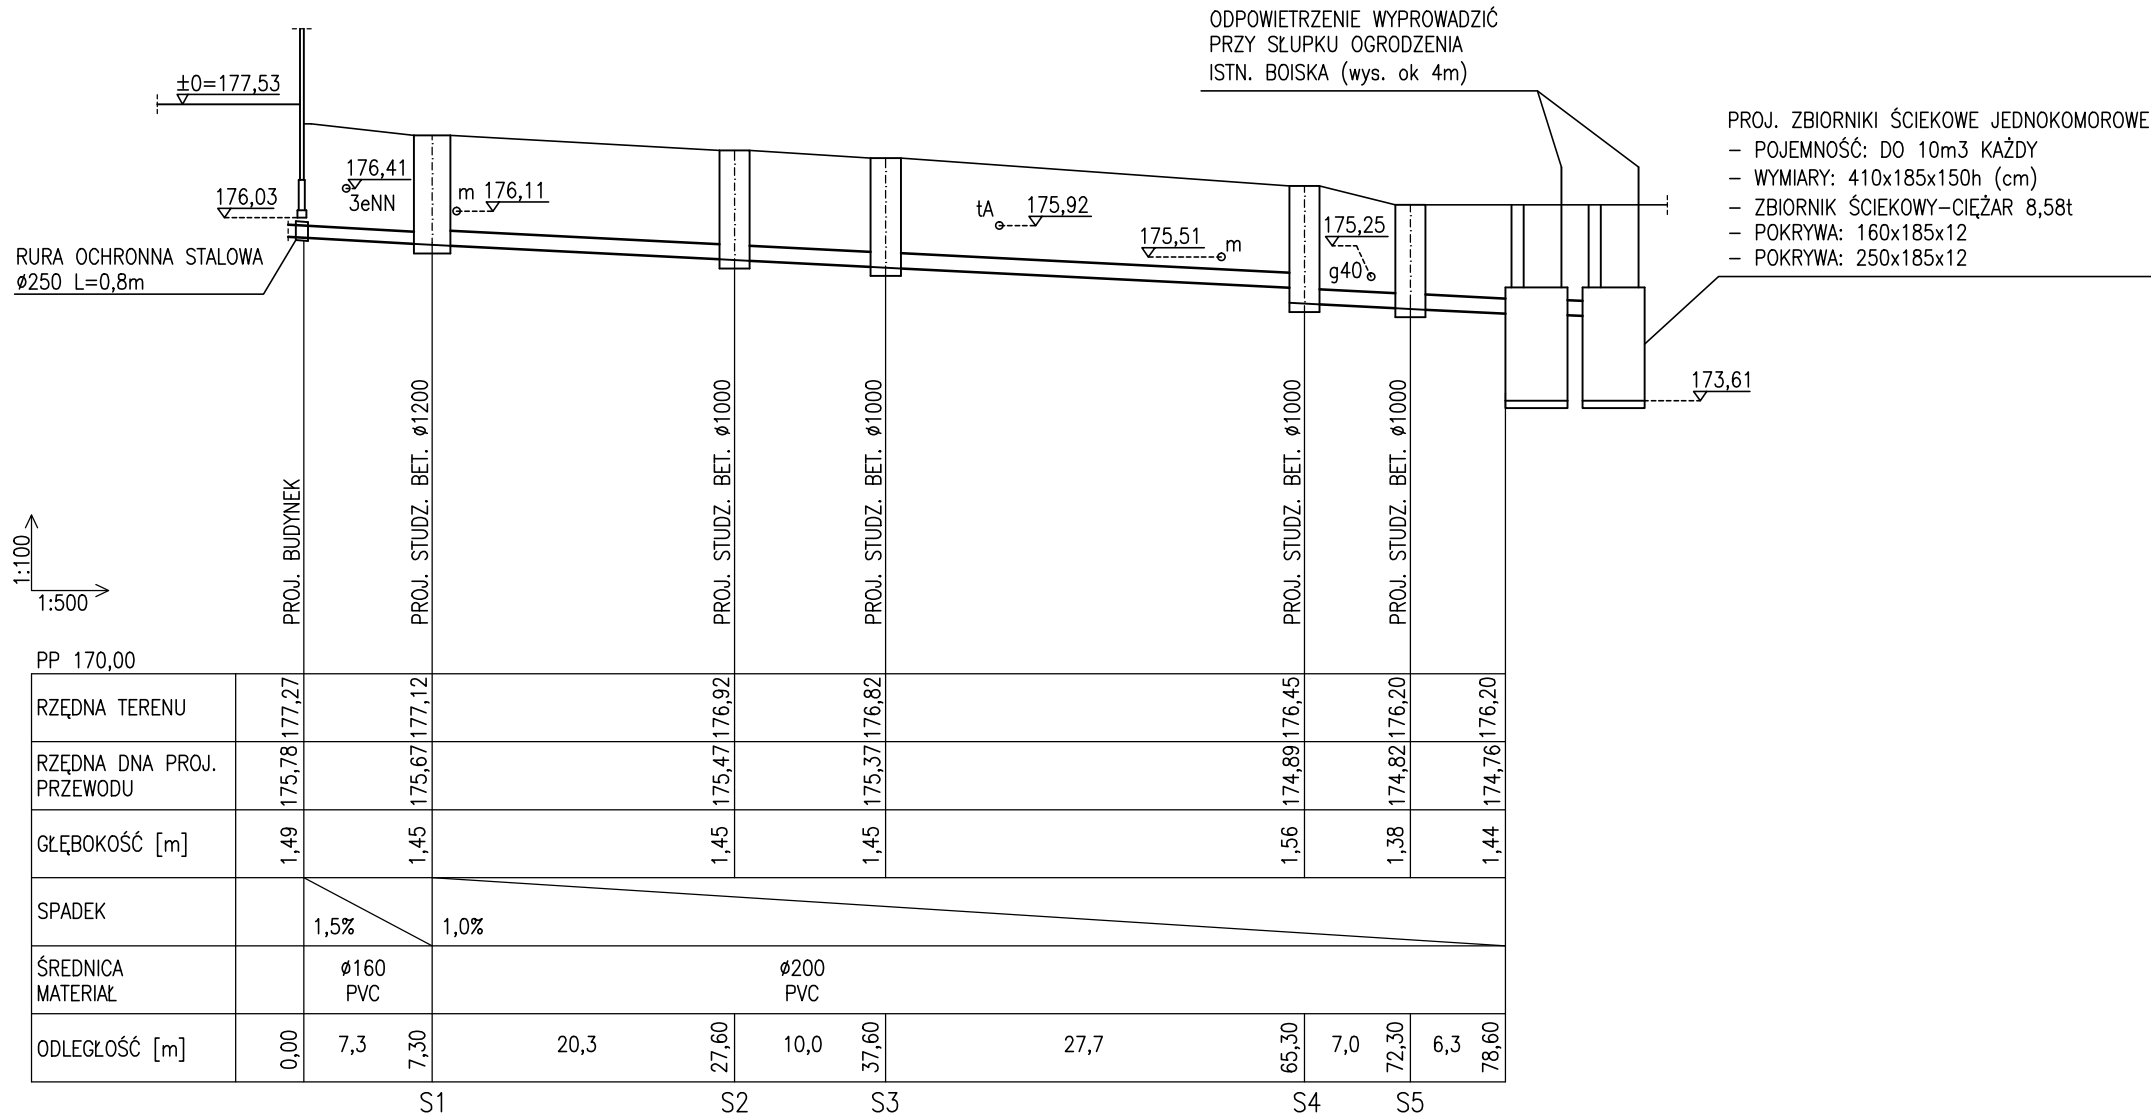 ODPOWIETRZENIE WYPROWADZIĆ
PRZY SŁUPKU OGRODZENIA
ISTN. BOISKA (wys. ok 4m)
±0=177,53
PROJ. ZBIORNIKI ŚCIEKOWE JEDNOKOMOROWE
- POJEMNOŚĆ: DO 10m3 KAŻDY
- WYMIARY: 410x185x150h (cm)
- ZBIORNIK ŚCIEKOWY-CIĘŻAR 8,58t
- POKRYWA: 160x185x12
- POKRYWA: 250x185x12
176,41
3eNN
176,03
m 176,11
tA 175,92
175,51 m
175,25
g40
RURA OCHRONNA STALOWA
ø250 L=0,8m
173,61
PROJ. BUDYNEK
PROJ. STUDZ. BET. ø1200
PROJ. STUDZ. BET. ø1000
PROJ. STUDZ. BET. ø1000
PROJ. STUDZ. BET. ø1000
PROJ. STUDZ. BET. ø1000
1:100
1:500
PP 170,00
RZĘDNA TERENU 177,27 177,12 176,92 176,82 176,45 176,20 176,20
RZĘDNA DNA PROJ.
PRZEWODU 175,78 175,67 175,47 175,37 174,89 174,82 174,76
GŁĘBOKOŚĆ [m] 1,49 1,45 1,45 1,45 1,56 1,38 1,44
SPADEK 1,5% 1,0%
ŚREDNICA ø160 ø200
MATERIAŁ PVC PVC
ODLEGŁOŚĆ [m] 0,00 7,3 7,30 20,3 27,60 10,0 37,60 27,7 65,30 7,0 72,30 6,3 78,60
S1 S2 S3 S4 S5